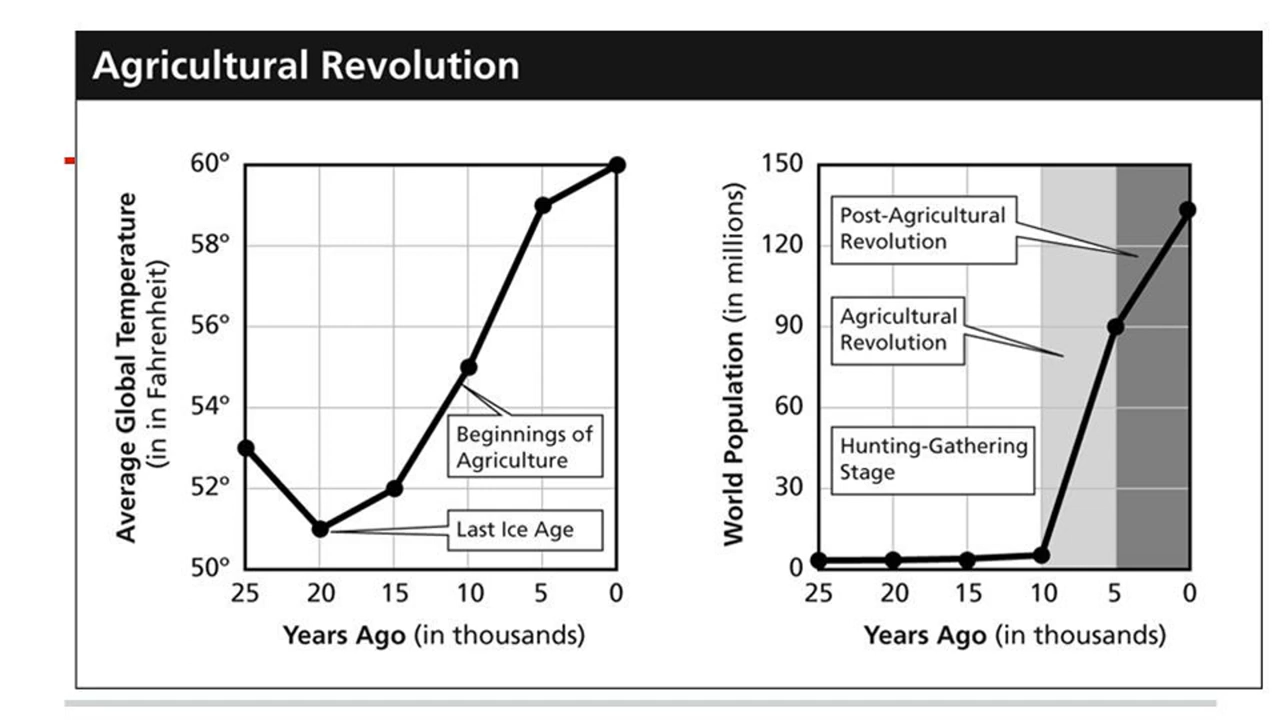 Agricultural Revolution
Average Global Temperature
(in in Fahrenheit)
60°
58°
56°
54°
52°
50°
Beginnings of
Agriculture
Last Ice Age
25 20 15 10 5 0
Years Ago (in thousands)
World Population (in millions)
150
120
90
60
30
0
Post-Agricultural
Revolution
Agricultural
Revolution
Hunting-Gathering
Stage
25 20 15 10 5 0
Years Ago (in thousands)